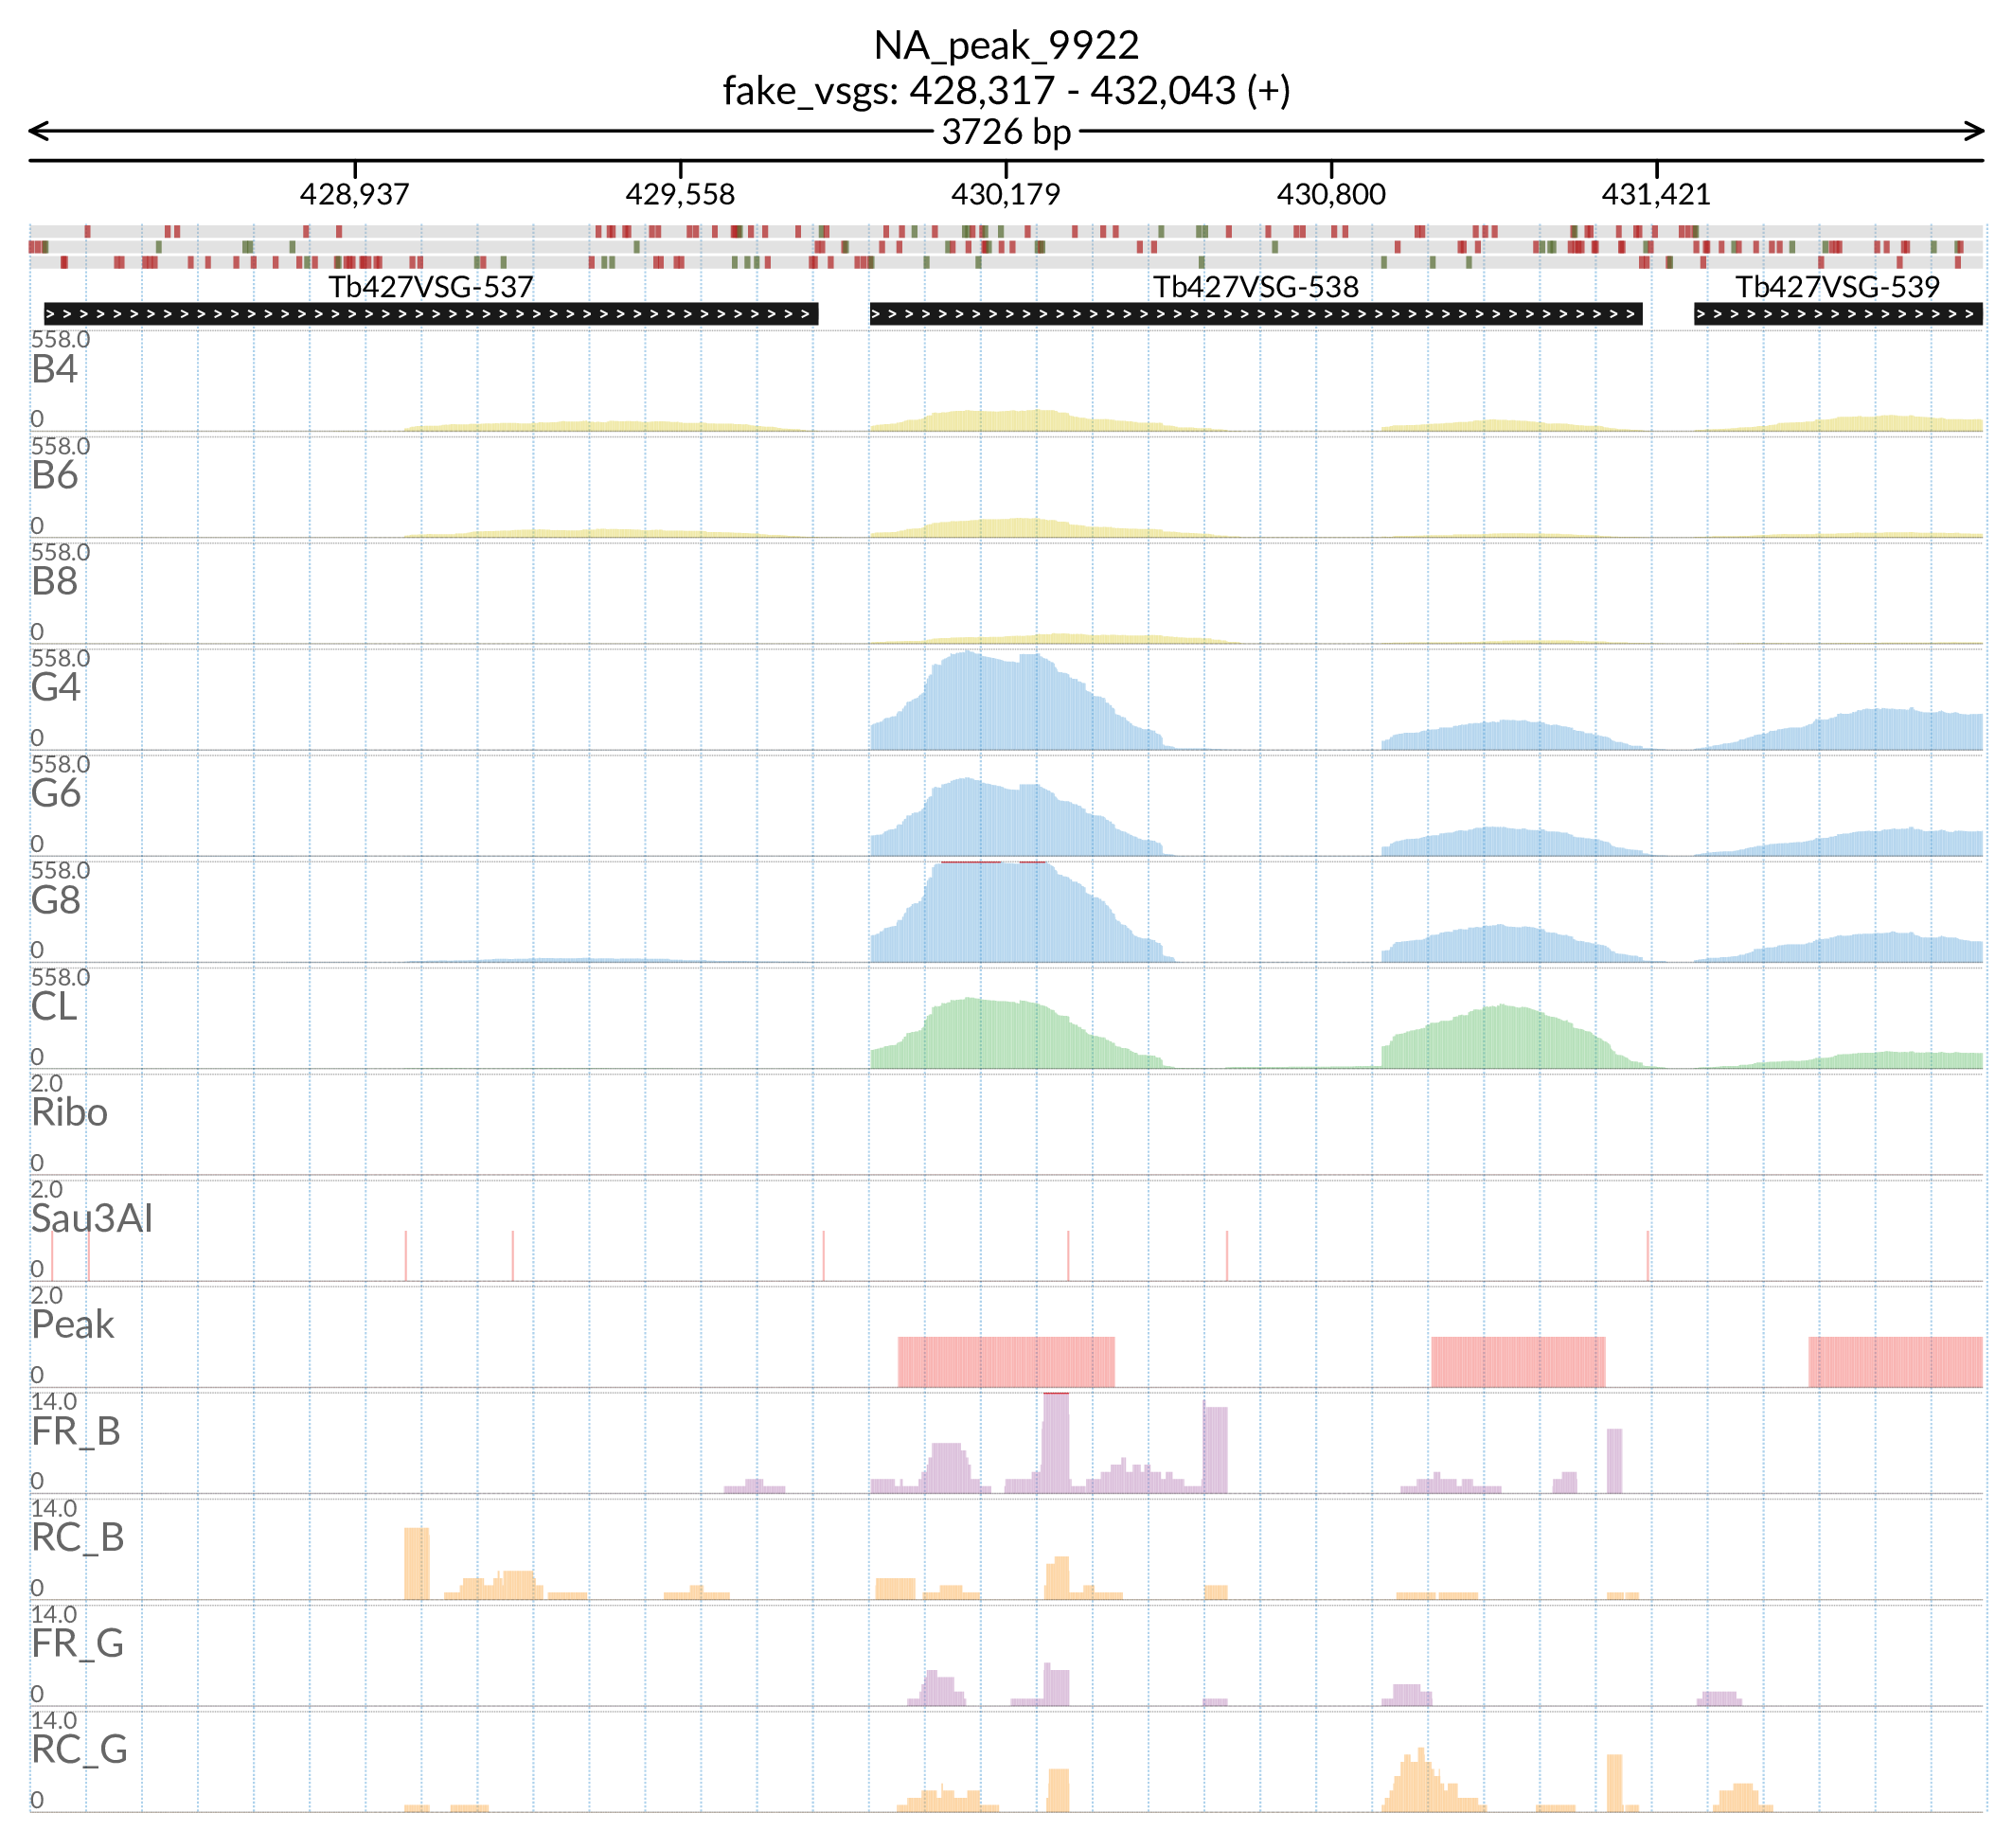 NA_peak_9922
fake_vsgs: 428,317 - 432,043 (+)
3726 bp
428,937 429,558 430,179 430,800 431,421
Tb427VSG-537 Tb427VSG-538 Tb427VSG-539
558.0
B4
0
558.0
B6
0
558.0
B8
0
558.0
G4
0
558.0
G6
0
558.0
G8
0
558.0
CL
0
2.0
Ribo
0
2.0
Sau3AI
0
2.0
Peak
0
14.0
FR_B
0
14.0
RC_B
0
14.0
FR_G
0
14.0
RC_G
0